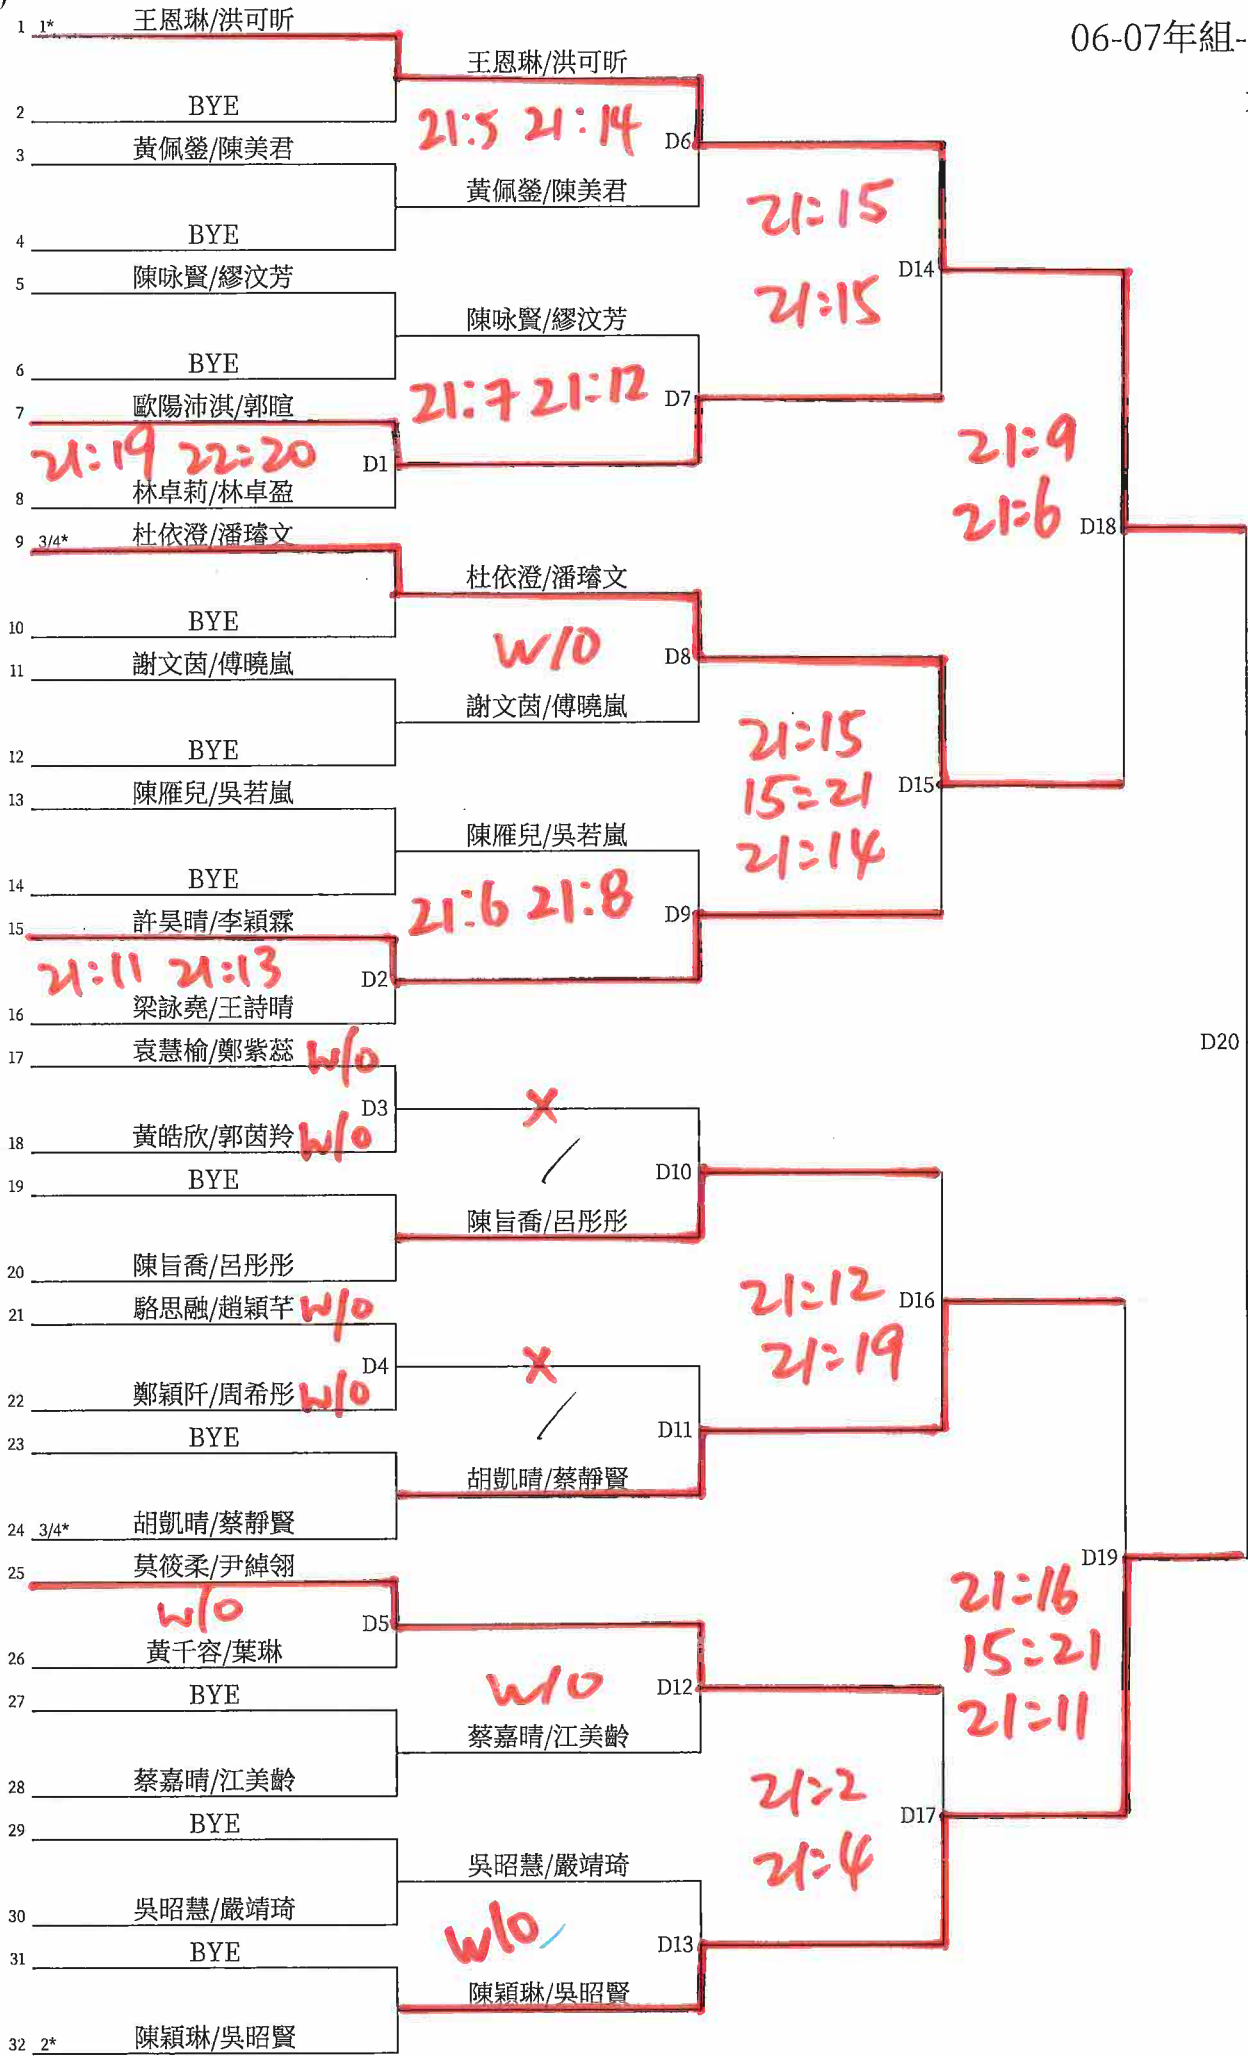 06-07年組-
1 1* 王恩琳/洪可昕
王恩琳/洪可昕
2 BYE
21:5 21:14 D6
3 黃佩鎣/陳美君
黃佩鎣/陳美君
21:15
4 BYE
D14
5 陳咏賢/繆汶芳
21:15
陳咏賢/繆汶芳
6 BYE
21:7 21:12 D7
7 歐陽沛淇/郭暄
21:19 22:20 D1
21:9
8 林卓莉/林卓盈
21:6 D18
9 3/4* 杜依澄/潘璿文
杜依澄/潘璿文
10 BYE
W/O D8
11 謝文茵/傅曉嵐
謝文茵/傅曉嵐
21:15
12 BYE
15:21 D15
13 陳雁兒/吳若嵐
陳雁兒/吳若嵐
21:14
14 BYE
21:6 21:8 D9
15 許昊晴/李穎霖
21:11 21:13 D2
16 梁詠堯/王詩晴
D20
17 袁慧榆/鄭紫蕊 W/O
D3 X
18 黃皓欣/郭茵羚 W/O
/ D10
19 BYE
陳旨喬/呂彤彤
20 陳旨喬/呂彤彤
21:12 D16
21 駱思融/趙穎芊 W/O
21:19
D4 X
22 鄭穎阡/周希彤 W/O
/ D11
23 BYE
胡凱晴/蔡靜賢
24 3/4* 胡凱晴/蔡靜賢
D19
25 莫筱柔/尹綽翎
21:16
W/O D5
15:21
26 黃千容/葉琳
W/O D12
27 BYE
21:11
蔡嘉晴/江美齡
28 蔡嘉晴/江美齡
21:2
29 BYE
D17
吳昭慧/嚴靖琦
21:4
30 吳昭慧/嚴靖琦
W/O D13
31 BYE
陳穎琳/吳昭賢
32 2* 陳穎琳/吳昭賢